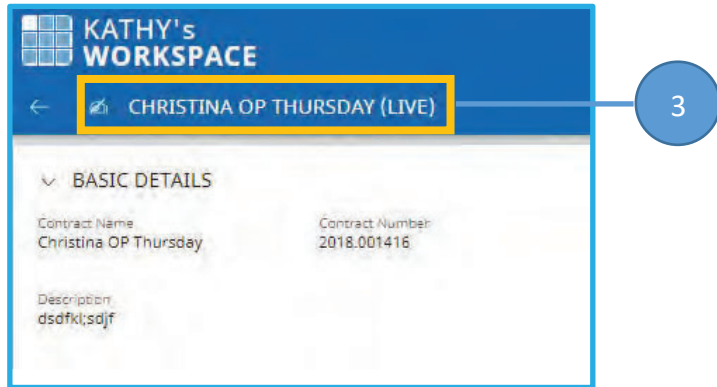 KATHY's
WORKSPACE
CHRISTINA OP THURSDAY (LIVE)
3
BASIC DETAILS
Contract Name Contract Number
Christina OP Thursday 2018.001416
Description
dsdfkl;sdjf